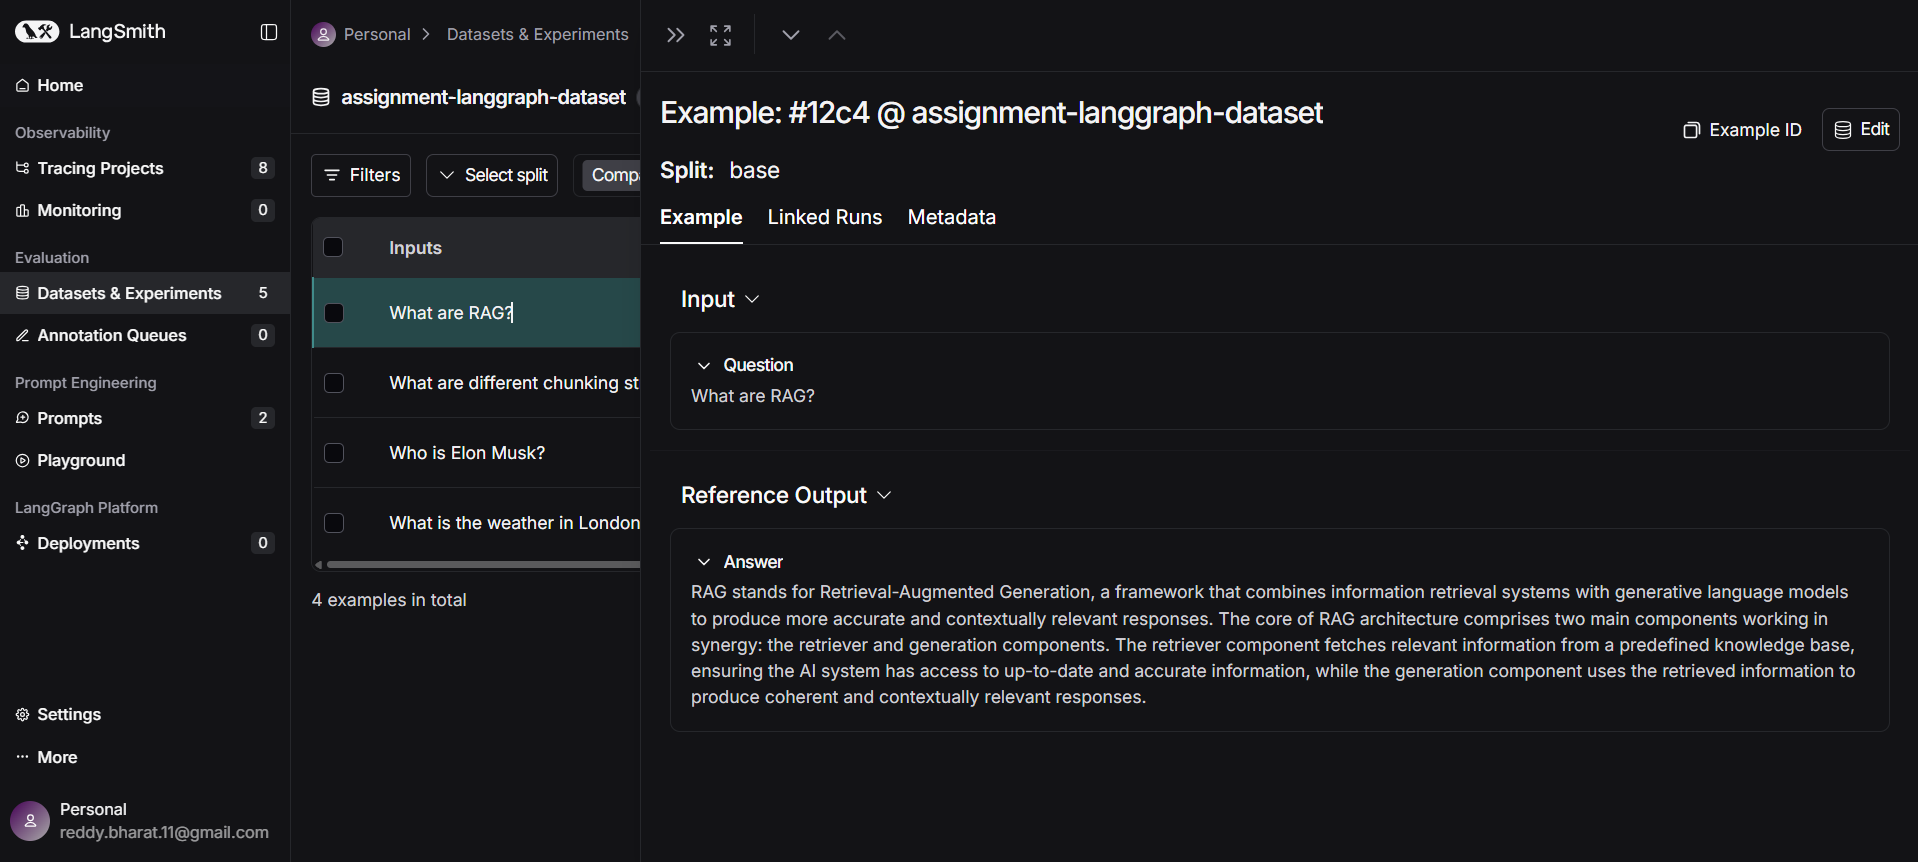 LangSmith
Home
Observability
Tracing Projects 8
Monitoring 0
Evaluation
Datasets & Experiments 5
Annotation Queues 0
Prompt Engineering
Prompts 2
Playground
LangGraph Platform
Deployments 0
Settings
More
Personal
reddy.bharat.11@gmail.com
Personal > Datasets & Experiments
assignment-langgraph-dataset
Filters
Select split
Compa
Inputs
What are RAG?
What are different chunking st
Who is Elon Musk?
What is the weather in London
4 examples in total
Example: #12c4 @ assignment-langgraph-dataset
Example ID
Edit
Split: base
Example Linked Runs Metadata
Input
Question
What are RAG?
Reference Output
Answer
RAG stands for Retrieval-Augmented Generation, a framework that combines information retrieval systems with generative language models
to produce more accurate and contextually relevant responses. The core of RAG architecture comprises two main components working in
synergy: the retriever and generation components. The retriever component fetches relevant information from a predefined knowledge base,
ensuring the AI system has access to up-to-date and accurate information, while the generation component uses the retrieved information to
produce coherent and contextually relevant responses.